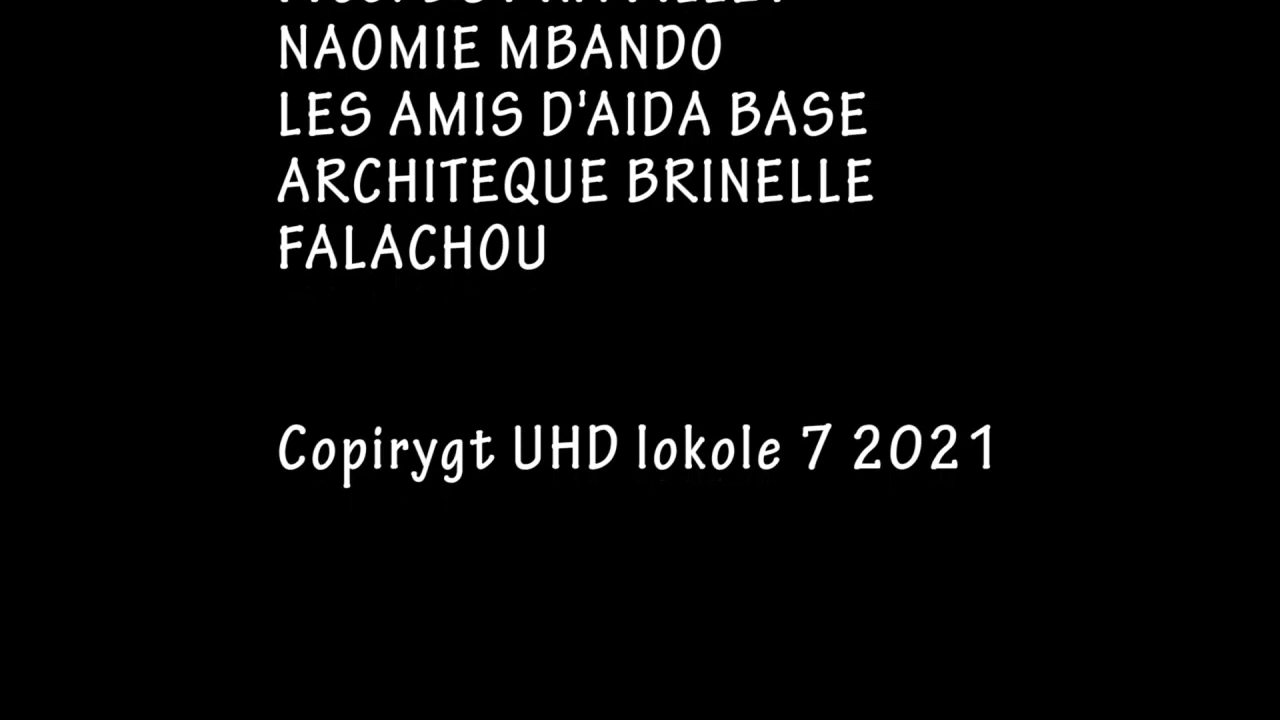 NAOMIE MBANDO
LES AMIS D'AIDA BASE
ARCHITEQUE BRINELLE
FALACHOU
Copirygt UHD lokole 7 2021